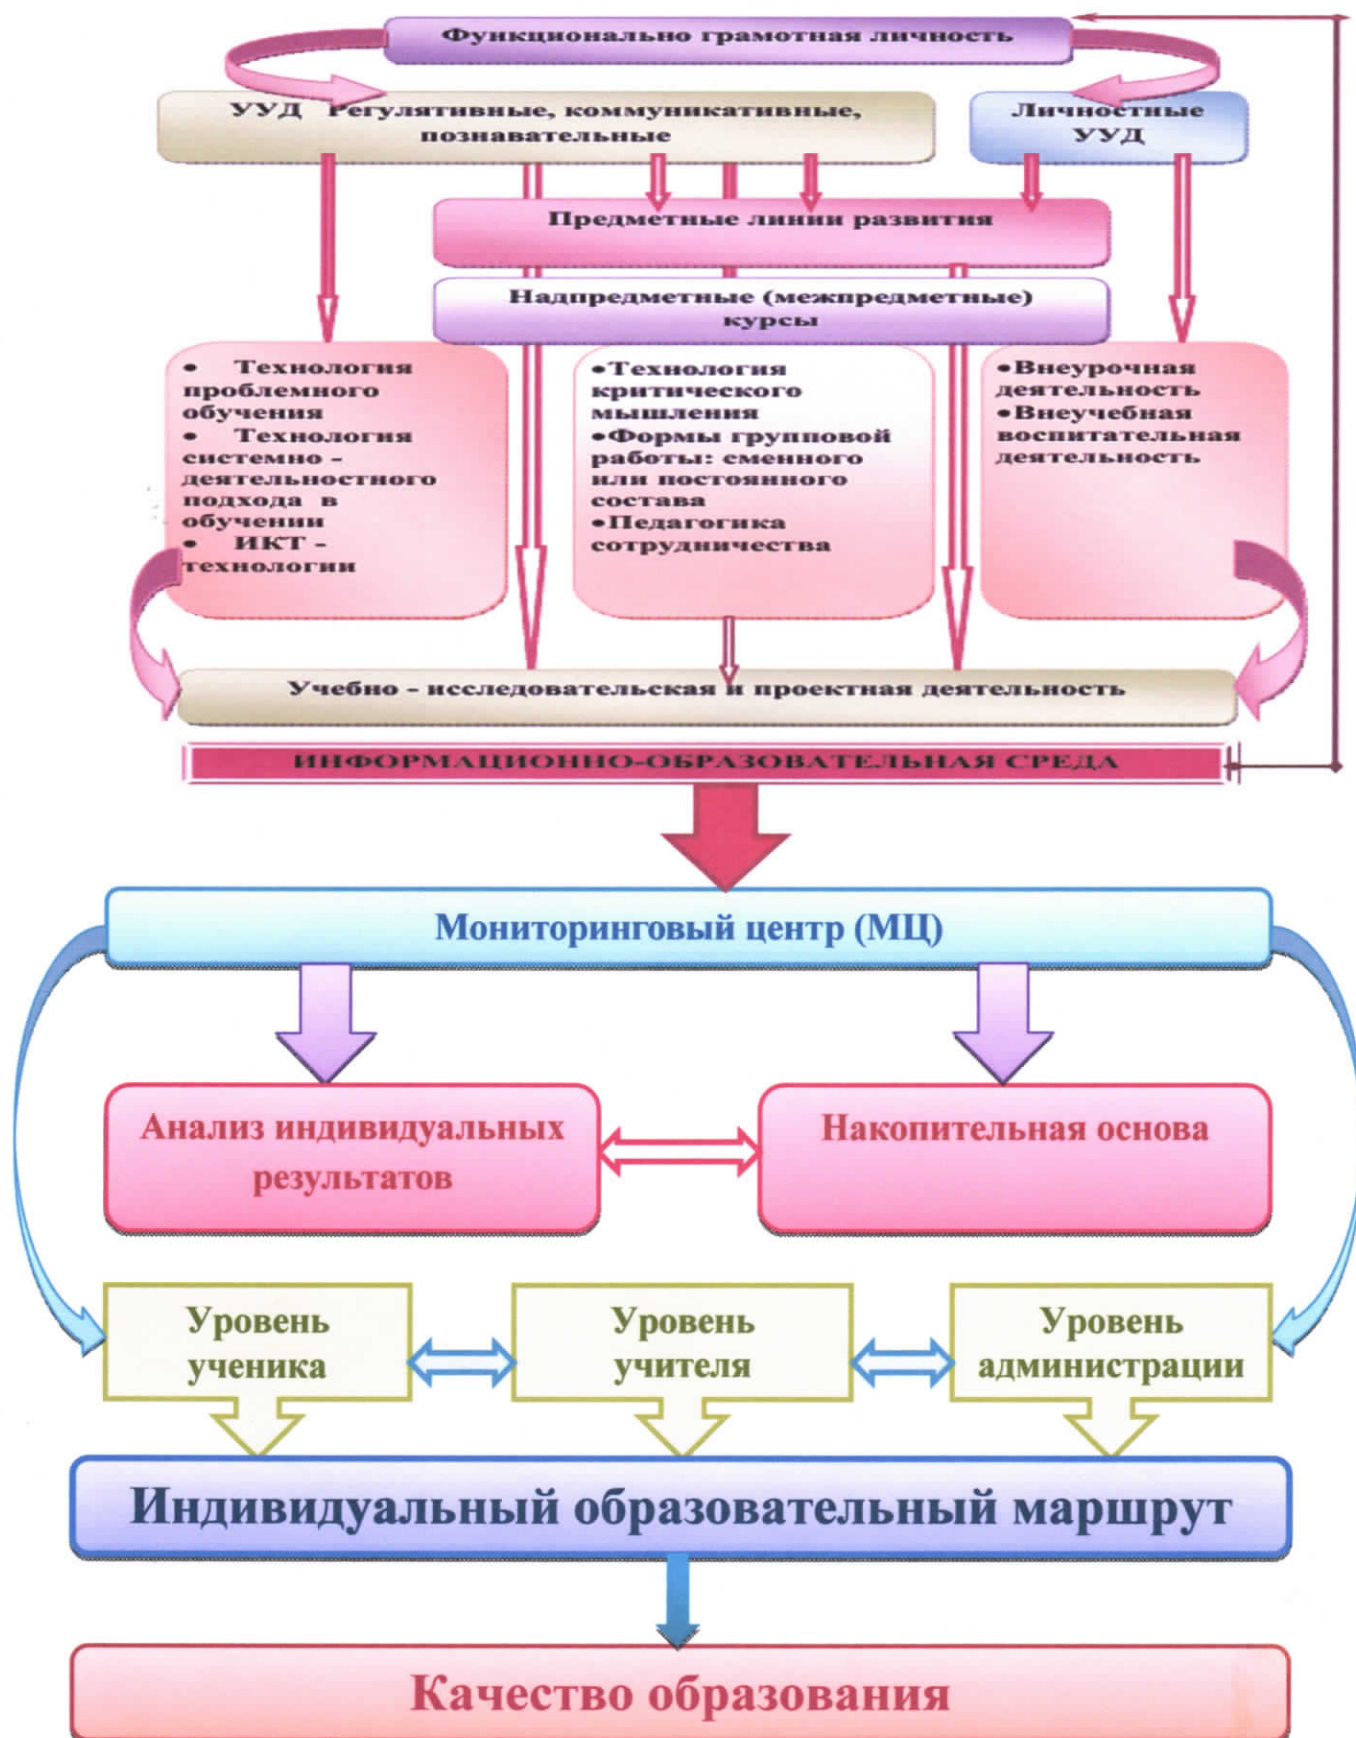 Функционально грамотная личность
УУД Регулятивные, коммуникативные,
познавательные
Личностные
УУД
Предметные линии развития
Надпредметные (межпредметные)
курсы
• Технология
проблемного
обучения
• Технология
системно -
деятельностного
подхода в
обучении
• ИКТ -
технологии
•Технология
критического
мышления
•Формы групповой
работы: сменного
или постоянного
состава
•Педагогика
сотрудничества
•Внеурочная
деятельность
•Внеучебная
воспитательная
деятельность
Учебно - исследовательская и проектная деятельность
ИНФОРМАЦИОННО-ОБРАЗОВАТЕЛЬНАЯ СРЕДА
Мониторинговый центр (МЦ)
Анализ индивидуальных
результатов
Накопительная основа
Уровень
ученика
Уровень
учителя
Уровень
администрации
Индивидуальный образовательный маршрут
Качество образования